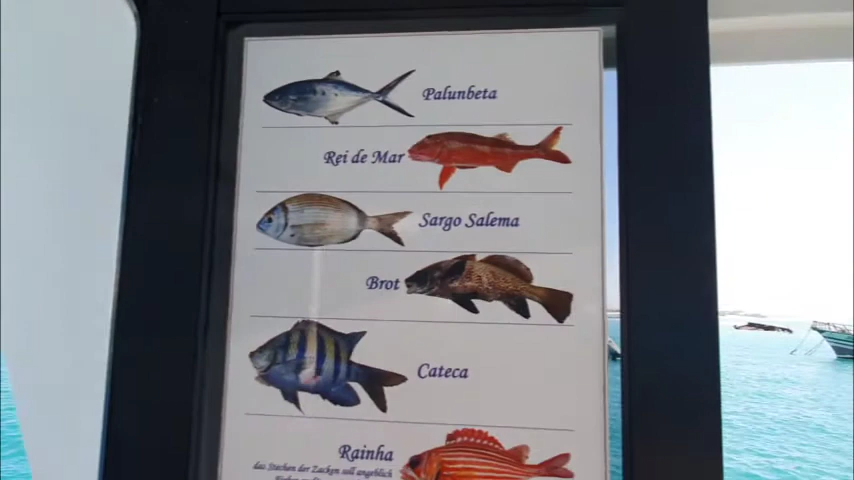 Palunbeta
Rei de Mar
Sargo Salema
Brot
Cateca
Rainha
das Stechen der Zacken soll angeblich